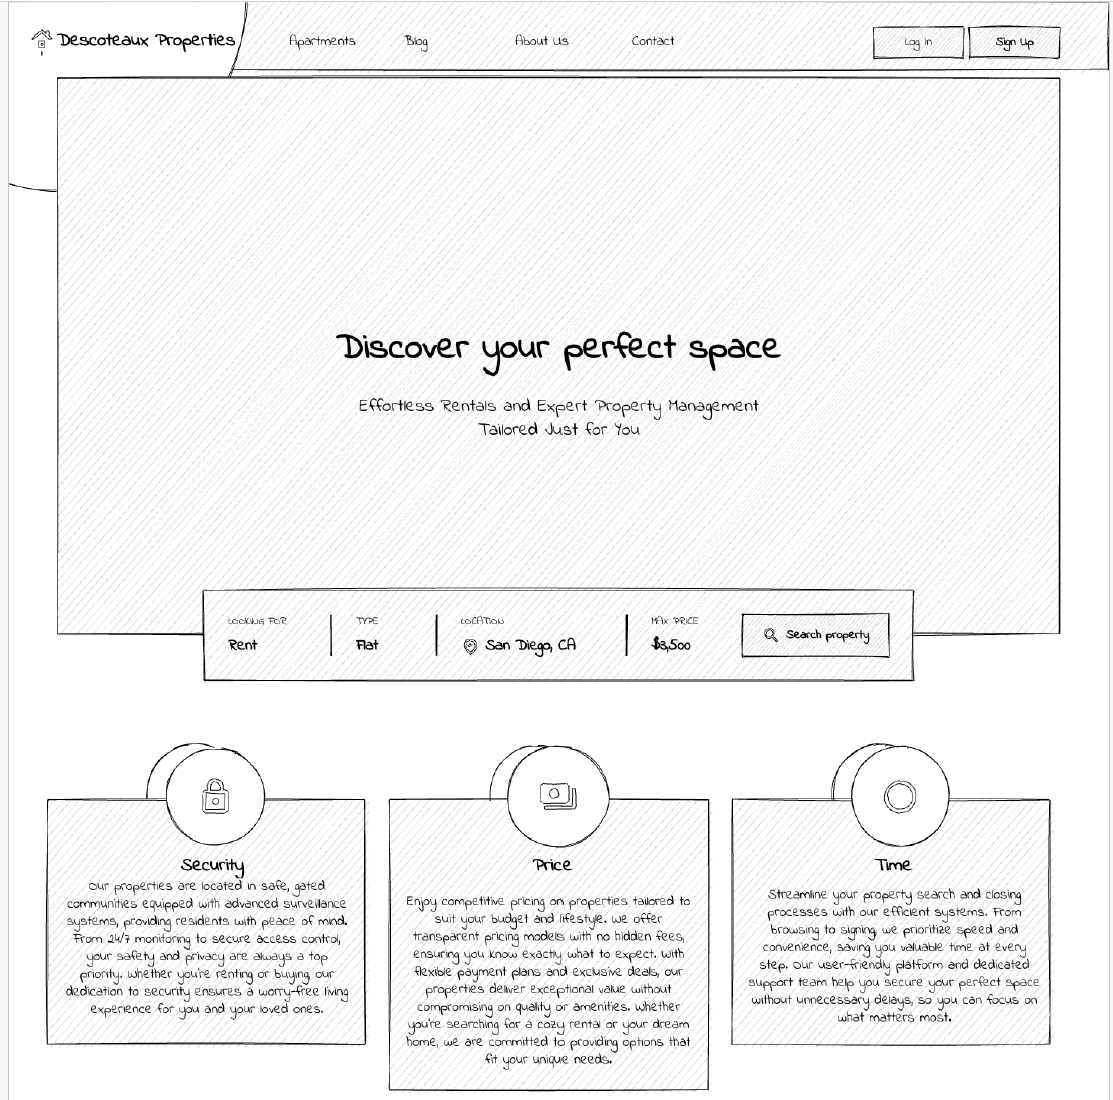 Descoteaux Properties
Apartments
Blog
About Us
Contact
Log In
Sign Up
Discover your perfect space
Effortless Rentals and Expert Property Management
Tailored Just for You
LOOKING FOR
TYPE
LOCATION
MAX PRICE
Rent
Flat
San Diego, CA
$3,500
Search property
Security
Our properties are located in safe, gated
communities equipped with advanced surveillance
systems, providing residents with peace of mind.
From 24/7 monitoring to secure access control,
your safety and privacy are always a top
priority. Whether you're renting or buying, our
dedication to security ensures a worry-free living
experience for you and your loved ones.
Price
Enjoy competitive pricing on properties tailored to
suit your budget and lifestyle. We offer
transparent pricing models with no hidden fees,
ensuring you know exactly what to expect. With
flexible payment plans and exclusive deals, our
properties deliver exceptional value without
compromising on quality or amenities. Whether
you're searching for a cozy rental or your dream
home, we are committed to providing options that
fit your unique needs.
Time
Streamline your property search and closing
processes with our efficient systems. From
browsing to signing, we prioritize speed and
convenience, saving you valuable time at every
step. Our user-friendly platform and dedicated
support team help you secure your perfect space
without unnecessary delays, so you can focus on
what matters most.